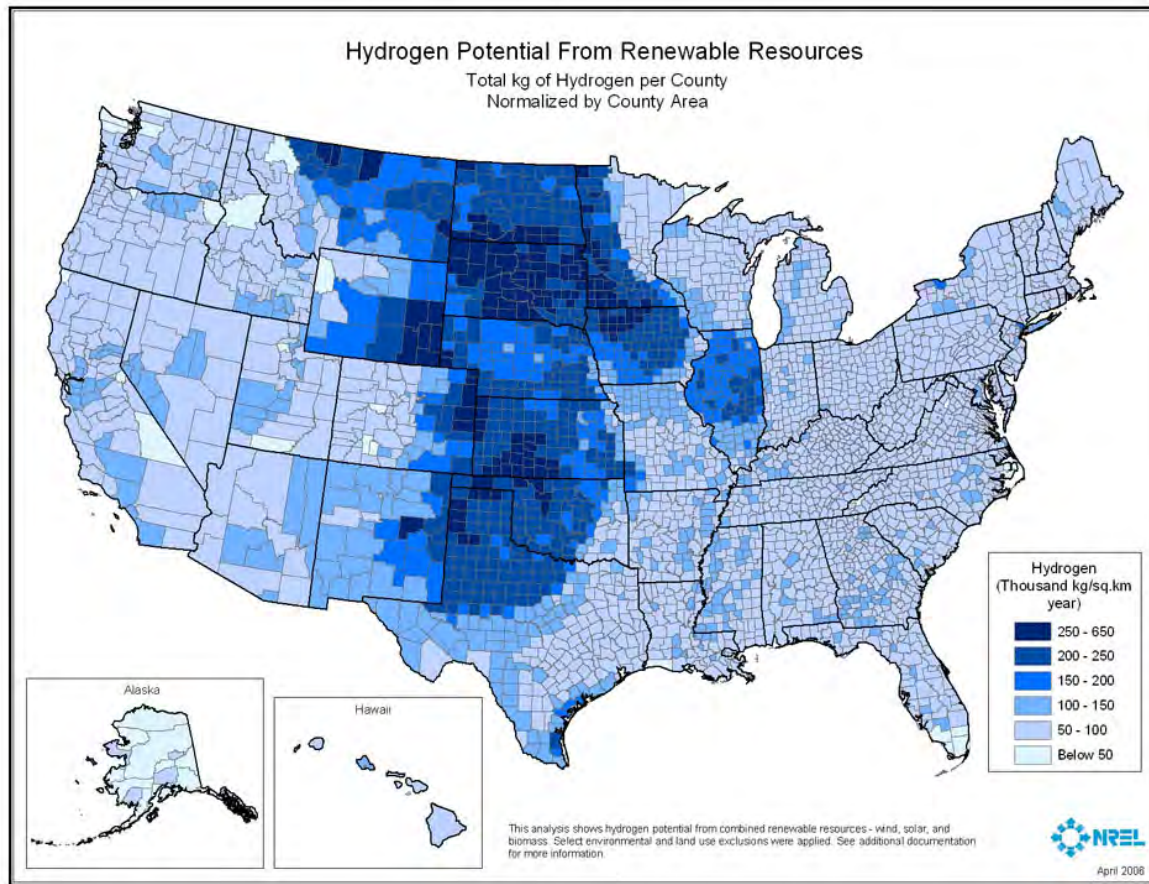 Hydrogen Potential From Renewable Resources
Total kg of Hydrogen per County
Normalized by County Area
Hydrogen
(Thousand kg/sq.km
year)
250 - 650
200 - 250
150 - 200
100 - 150
50 - 100
Below 50
Alaska
Hawaii
This analysis shows hydrogen potential from combined renewable resources - wind, solar, and
biomass. Select environmental and land use exclusions were applied. See additional documentation
for more information.
NREL
April 2006